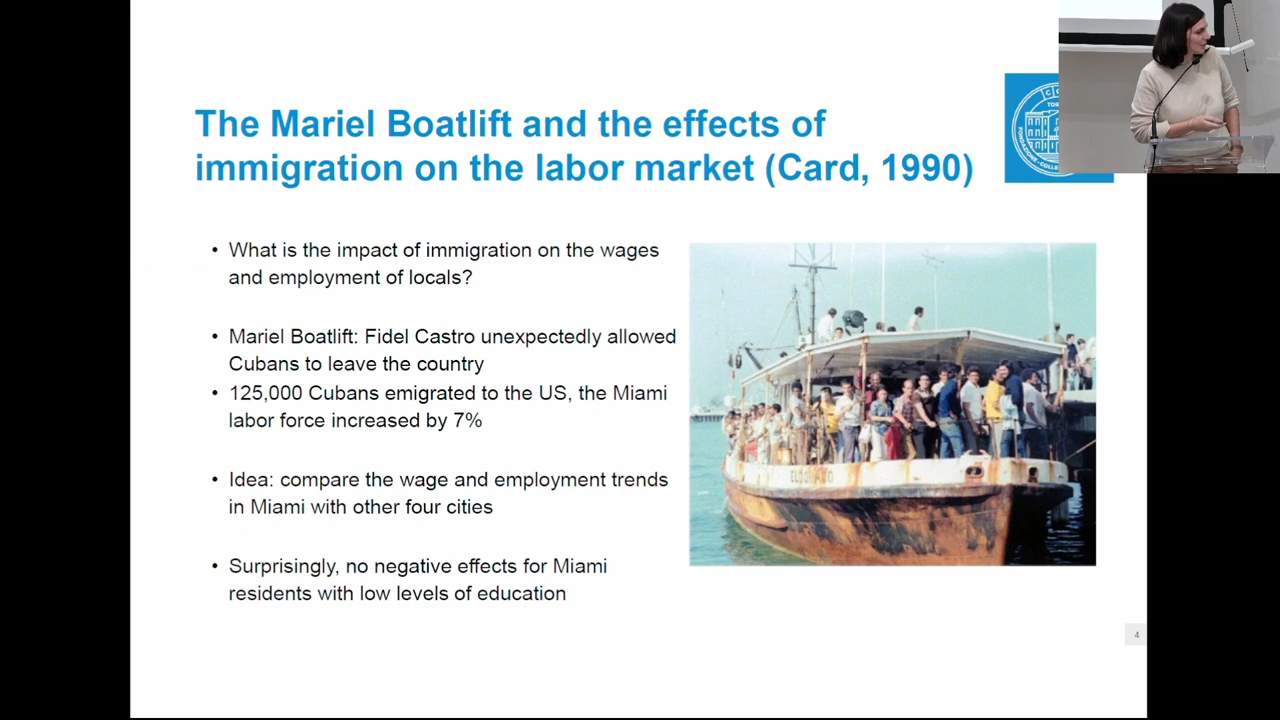 The Mariel Boatlift and the effects of
immigration on the labor market (Card, 1990)
• What is the impact of immigration on the wages
and employment of locals?
• Mariel Boatlift: Fidel Castro unexpectedly allowed
Cubans to leave the country
• 125,000 Cubans emigrated to the US, the Miami
labor force increased by 7%
• Idea: compare the wage and employment trends
in Miami with other four cities
• Surprisingly, no negative effects for Miami
residents with low levels of education
4